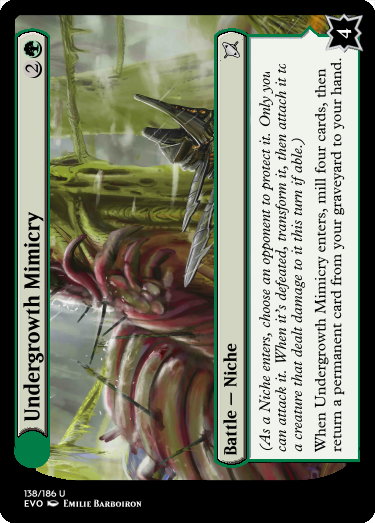 Undergrowth Mimicry
2
Battle — Niche
(As a Niche enters, choose an opponent to protect it. Only you
can attack it. When it's defeated, transform it, then attach it to
a creature that dealt damage to it this turn if able.)
When Undergrowth Mimicry enters, mill four cards, then
return a permanent card from your graveyard to your hand.
4
138/186 U
EVO Emilie Barboiron